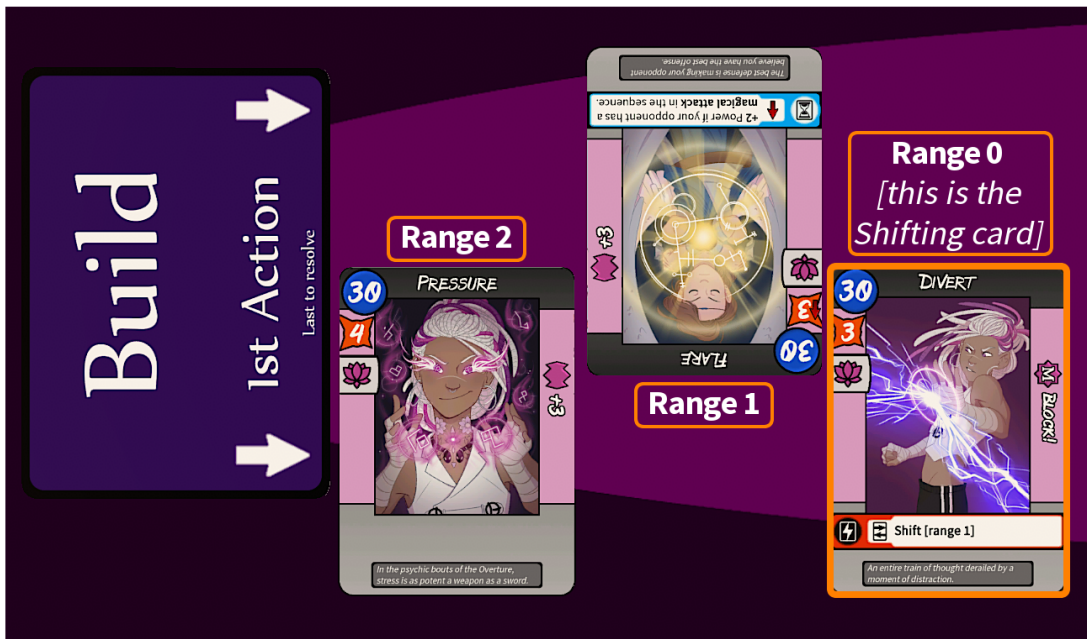 Build
1st Action
Last to resolve
Range 2
30
PRESSURE
4
+3
In the psychic bouts of the Overture,
stress is as potent a weapon as a sword.
The best defense is making your opponent
believe you have the best offense.
+2 Power if your opponent has a
magical attack in the sequence.
+3
3
30
FLARE
Range 1
Range 0
[this is the
Shifting card]
30
DIVERT
3
M BLOCK!
Shift [range 1]
An entire train of thought derailed by a
moment of distraction.